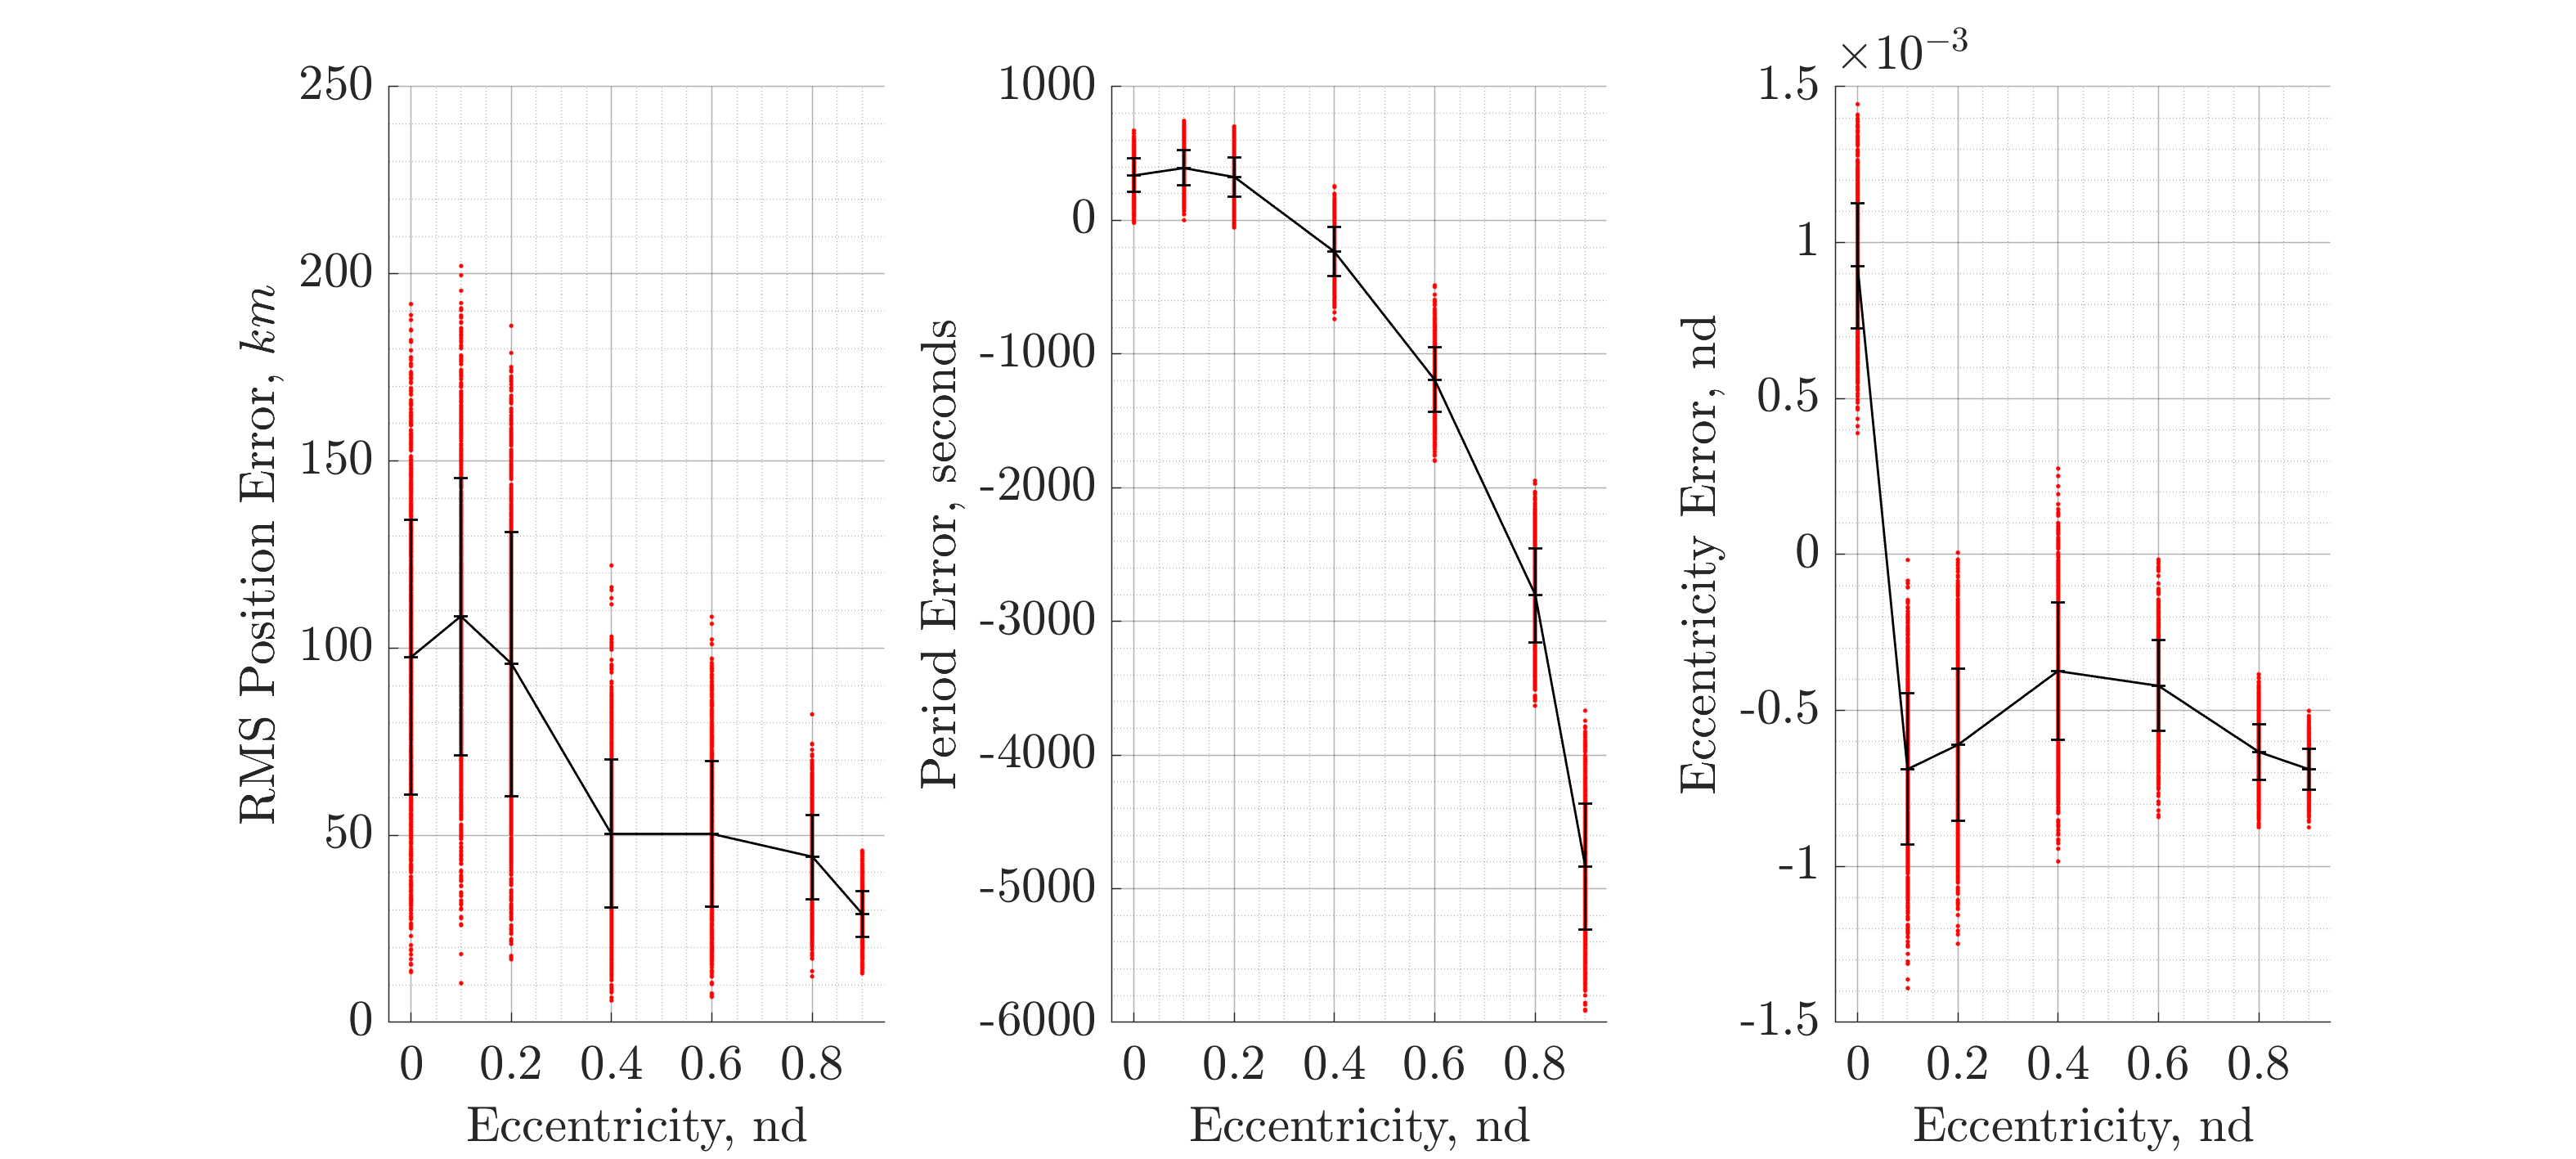 RMS Position Error, km
250
200
150
100
50
0
0 0.2 0.4 0.6 0.8
Eccentricity, nd
Period Error, seconds
1000
0
-1000
-2000
-3000
-4000
-5000
-6000
0 0.2 0.4 0.6 0.8
Eccentricity, nd
Eccentricity Error, nd
×10⁻³
1.5
1
0.5
0
-0.5
-1
-1.5
0 0.2 0.4 0.6 0.8
Eccentricity, nd